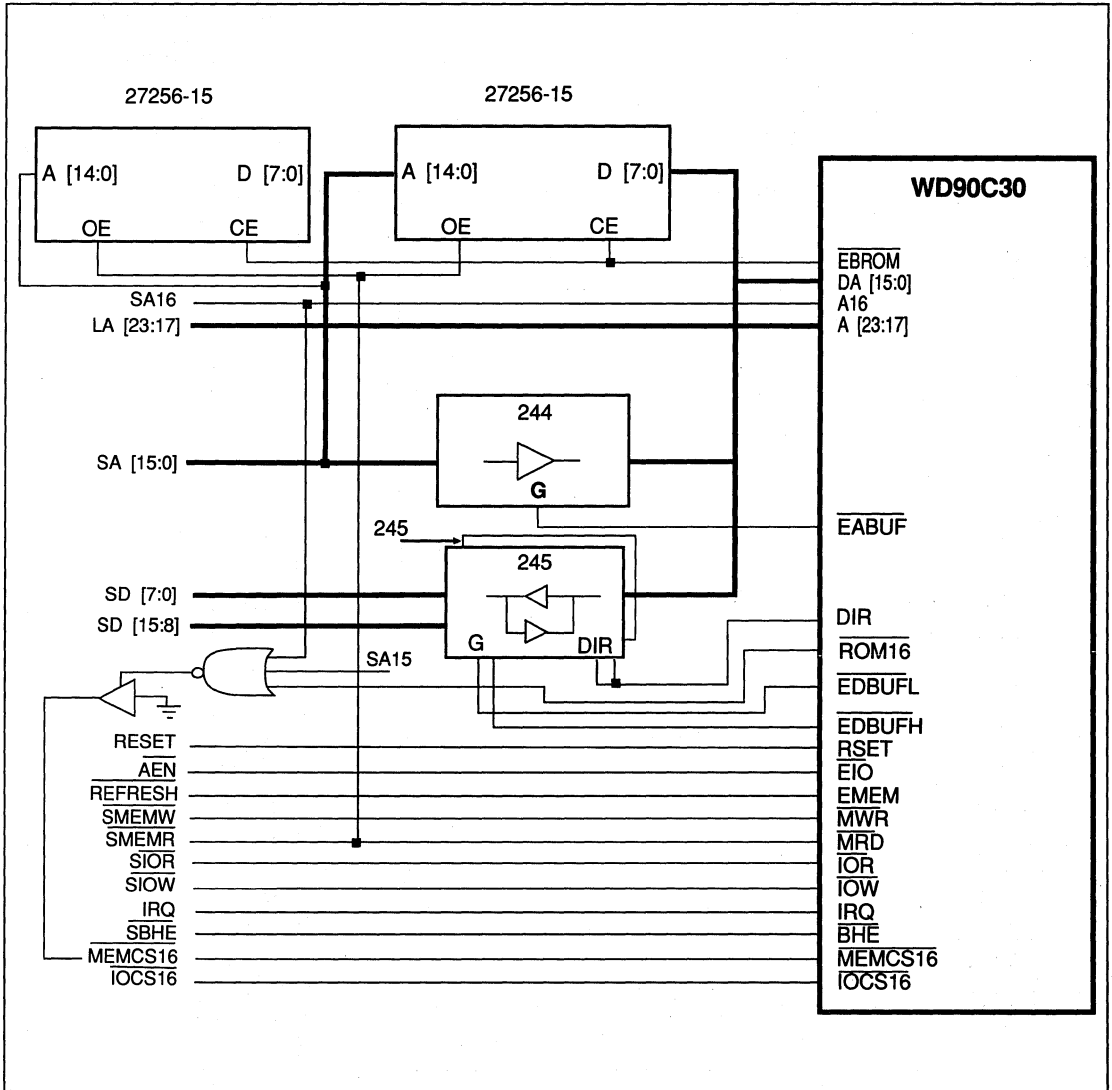 27256-15
27256-15
A [14:0]
D [7:0]
OE
CE
A [14:0]
D [7:0]
OE
CE
WD90C30
EBROM
DA [15:0]
SA16
A16
LA [23:17]
A [23:17]
244
SA [15:0]
G
EABUF
245
245
SD [7:0]
SD [15:8]
DIR
G
DIR
ROM16
SA15
EDBUFL
EDBUFH
RESET
RSET
AEN
EIO
REFRESH
EMEM
SMEMW
MWR
SMEMR
MRD
SIOR
IOR
SIOW
IOW
IRQ
IRQ
SBHE
BHE
MEMCS16
MEMCS16
IOCS16
IOCS16